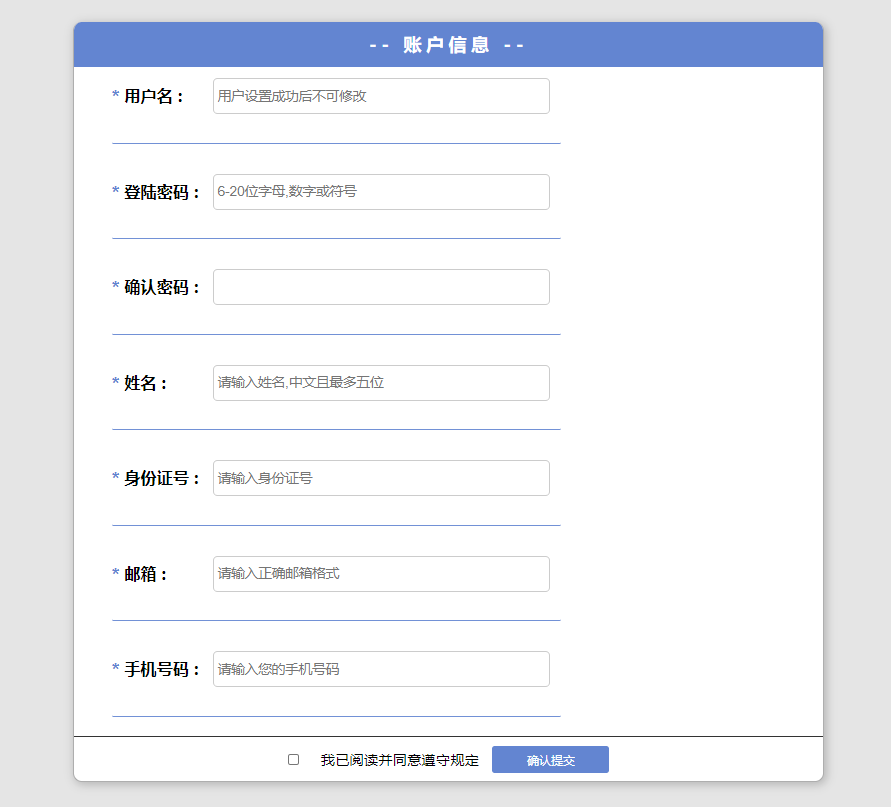 -- 账户信息 --
* 用户名： 用户设置成功后不可修改
* 登陆密码： 6-20位字母,数字或符号
* 确认密码：
* 姓名： 请输入姓名,中文且最多五位
* 身份证号： 请输入身份证号
* 邮箱： 请输入正确邮箱格式
* 手机号码： 请输入您的手机号码
我已阅读并同意遵守规定 确认提交